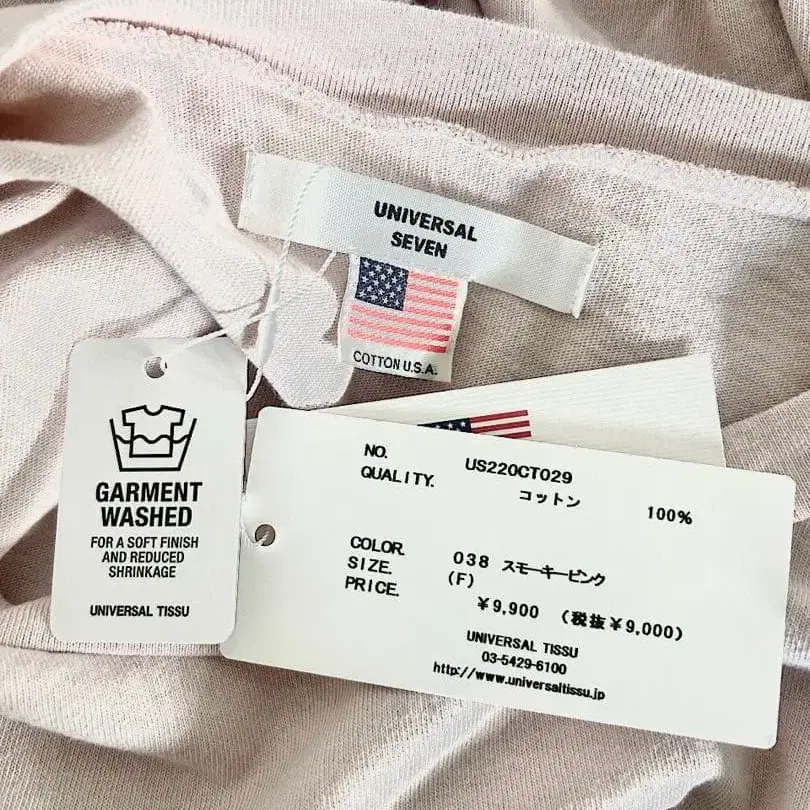 UNIVERSAL
SEVEN
COTTON U.S.A.
GARMENT
WASHED
FOR A SOFT FINISH
AND REDUCED
SHRINKAGE
UNIVERSAL TISSU
NO. US220CT029
QUALITY. コットン 100%
COLOR. 038 スモーキーピンク
SIZE. (F)
PRICE. ¥9,900 (税抜¥9,000)
UNIVERSAL TISSU
03-5429-6100
http://www.universaltissu.jp